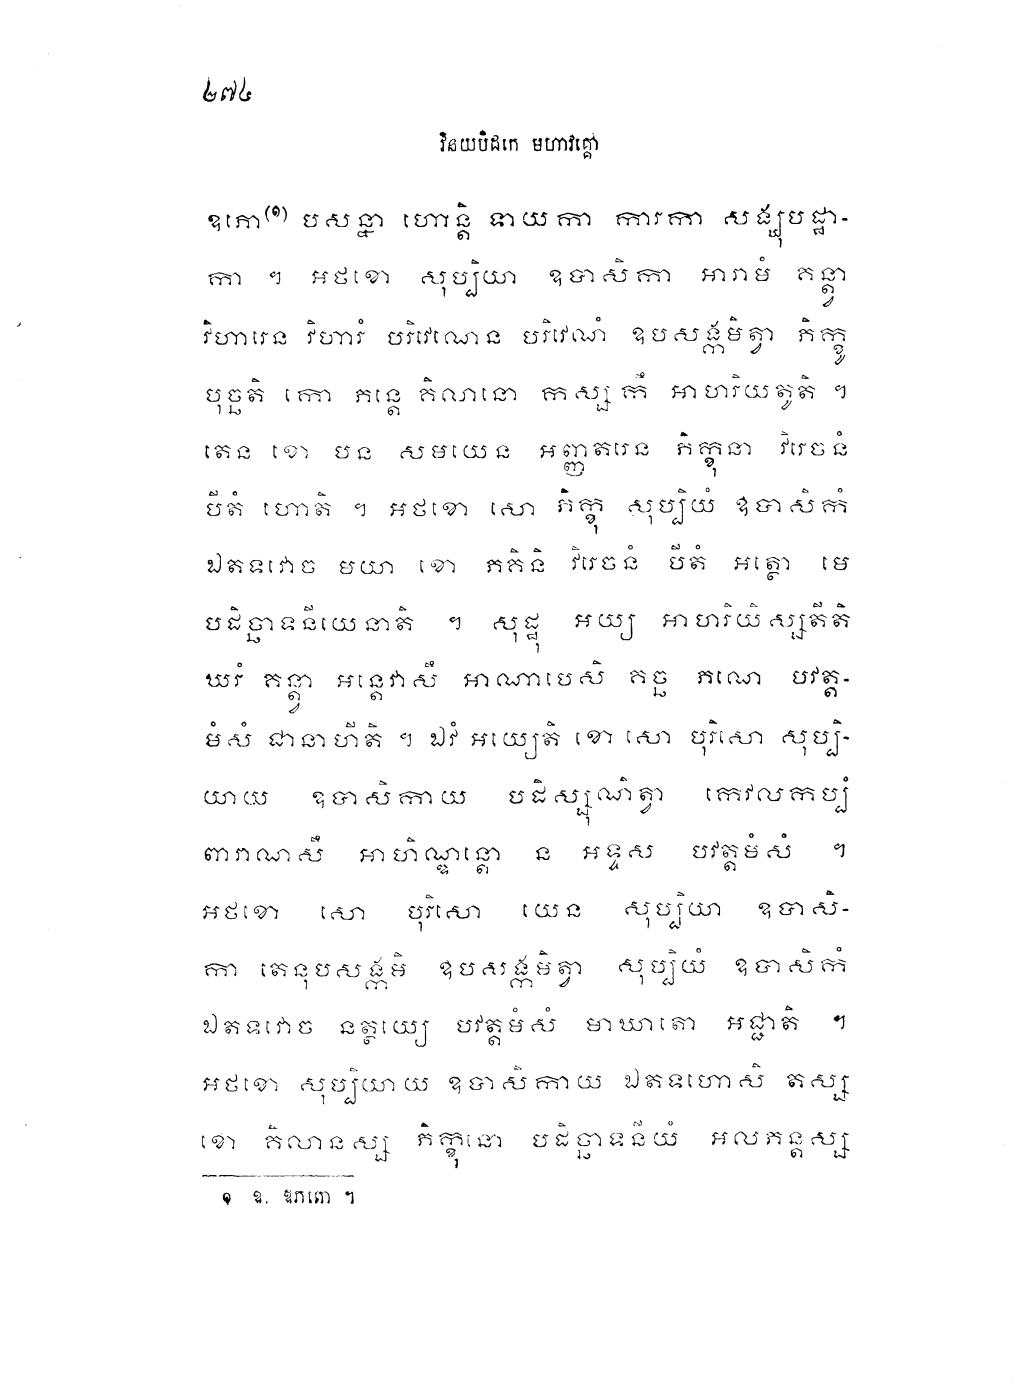 ២៧៤
វិនយបិដកេ មហាវគ្គោ
ឧភោ(១) បសន្នា ហោន្តិ ទាយកា ការកា សង្ឃុបដ្ឋា-
កា ។ អថខោ សុប្បិយា ឧបាសិកា អារាមំ គន្ត្វា
វិហារេន វិហារំ បរិវេណេន បរិវេណំ ឧបសង្កមិត្វា ភិក្ខូ
បុច្ឆតិ កោ ភន្តេ គិលានោ កស្ស កឹ អាហរិយតូតិ ។
តេន ខោ បន សមយេន អញ្ញតរេន ភិក្ខុនា វិរេចនំ
បីតំ ហោតិ ។ អថខោ សោ ភិក្ខុ សុប្បិយំ ឧបាសិកំ
ឯតទវោច មយា ខោ ភគិនិ វិរេចនំ បីតំ អត្ថោ មេ
បដិច្ឆាទនីយេនាតិ ។ សុដ្ឋុ អយ្យ អាហរិយិស្សតីតិ
ឃរំ គន្ត្វា អន្តេវាសឹ អាណាបេសិ គច្ឆ ភណេ បវត្ត-
មំសំ ជានាហីតិ ។ ឯវំ អយ្យេតិ ខោ សោ បុរិសោ សុប្បិ-
យាយ ឧបាសិកាយ បដិស្សុណិត្វា កេវលកប្បំ
ពារាណសឹ អាហិណ្ឌន្តោ ន អទ្ទស បវត្តមំសំ ។
អថខោ សោ បុរិសោ យេន សុប្បិយា ឧបាសិ-
កា តេនុបសង្កមិ ឧបសង្កមិត្វា សុប្បិយំ ឧបាសិកំ
ឯតទវោច នត្ថយ្យេ បវត្តមំសំ មាឃាតោ អជ្ជាតិ ។
អថខោ សុប្បិយាយ ឧបាសិកាយ ឯតទហោសិ តស្ស
ខោ គិលានស្ស ភិក្ខុនោ បដិច្ឆាទនីយំ អលភន្តស្ស
១ ឱ. ឱភតោ ។